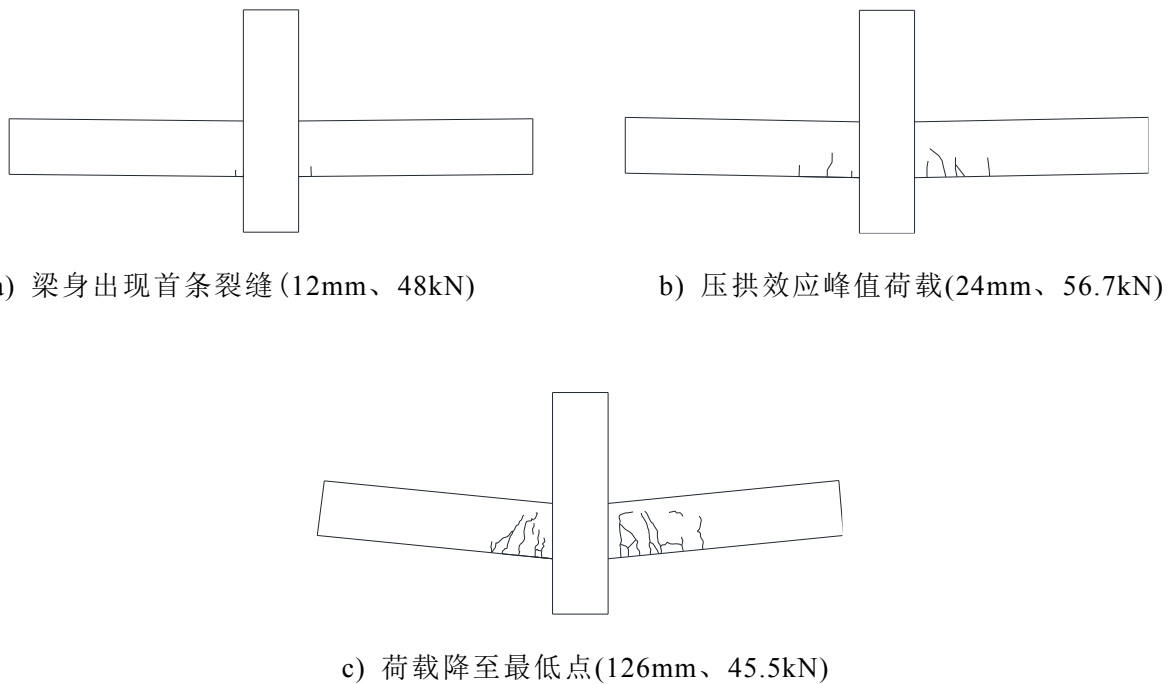 ) 梁身出现首条裂缝(12mm、48kN)
b) 压拱效应峰值荷载(24mm、56.7kN)
c) 荷载降至最低点(126mm、45.5kN)